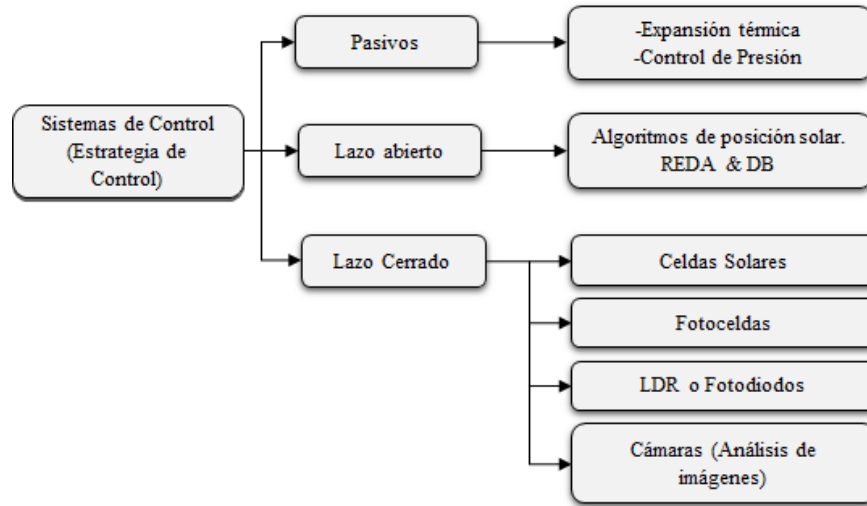 Pasivos
-Expansión térmica
-Control de Presión
Sistemas de Control
(Estrategia de
Control)
Lazo abierto
Algoritmos de posición solar.
REDA & DB
Lazo Cerrado
Celdas Solares
Fotoceldas
LDR o Fotodiodos
Cámaras (Análisis de
imágenes)